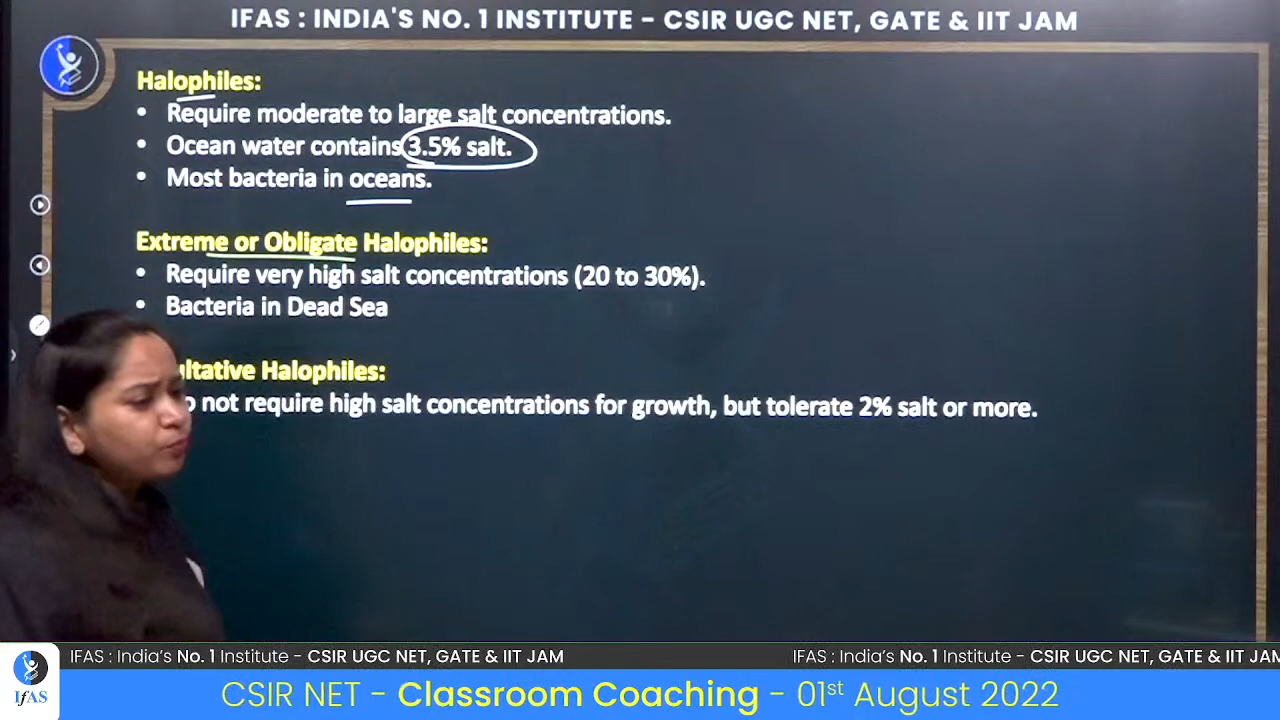 IFAS : INDIA'S NO. 1 INSTITUTE - CSIR UGC NET, GATE & IIT JAM
Halophiles:
• Require moderate to large salt concentrations.
• Ocean water contains 3.5% salt.
• Most bacteria in oceans.
Extreme or Obligate Halophiles:
• Require very high salt concentrations (20 to 30%).
• Bacteria in Dead Sea
ultative Halophiles:
o not require high salt concentrations for growth, but tolerate 2% salt or more.
IFAS : India's No. 1 Institute - CSIR UGC NET, GATE & IIT JAM IFAS : India's No. 1 Institute - CSIR UGC NET, GATE & IIT JAM
IfAS
CSIR NET - Classroom Coaching - 01st August 2022